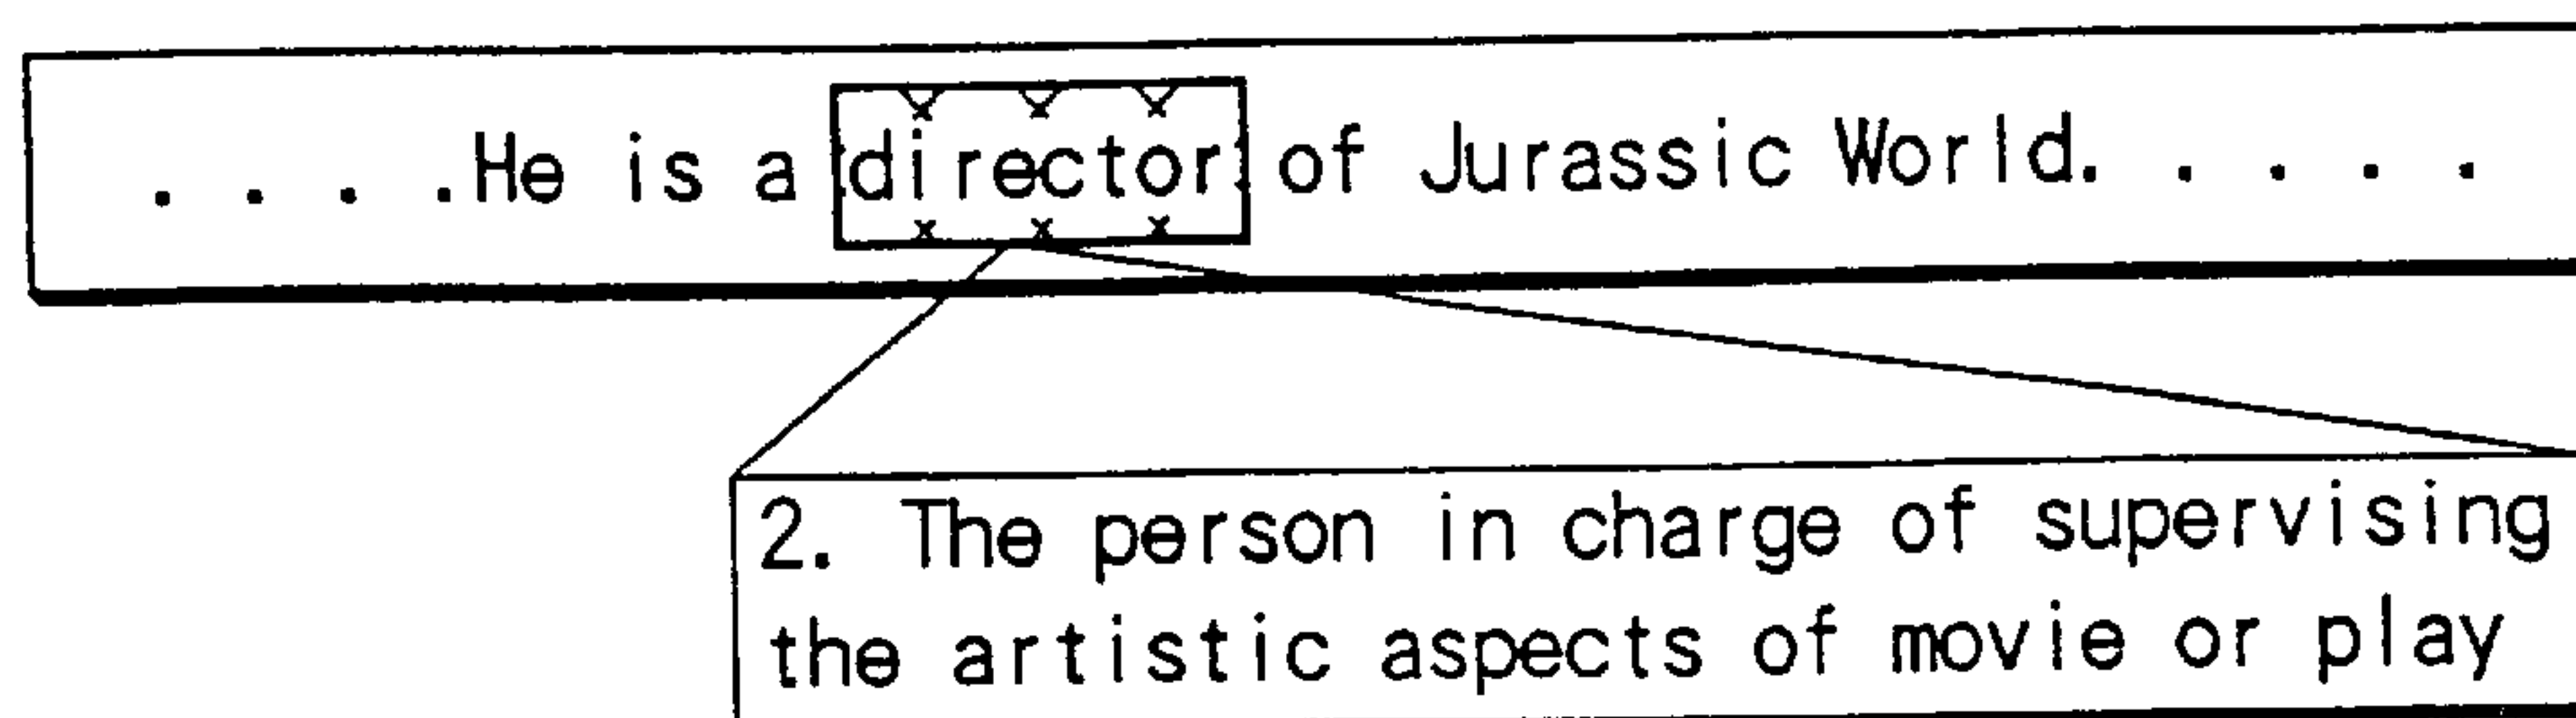 . . . .He is a director of Jurassic World. . . . .
2. The person in charge of supervising
the artistic aspects of movie or play